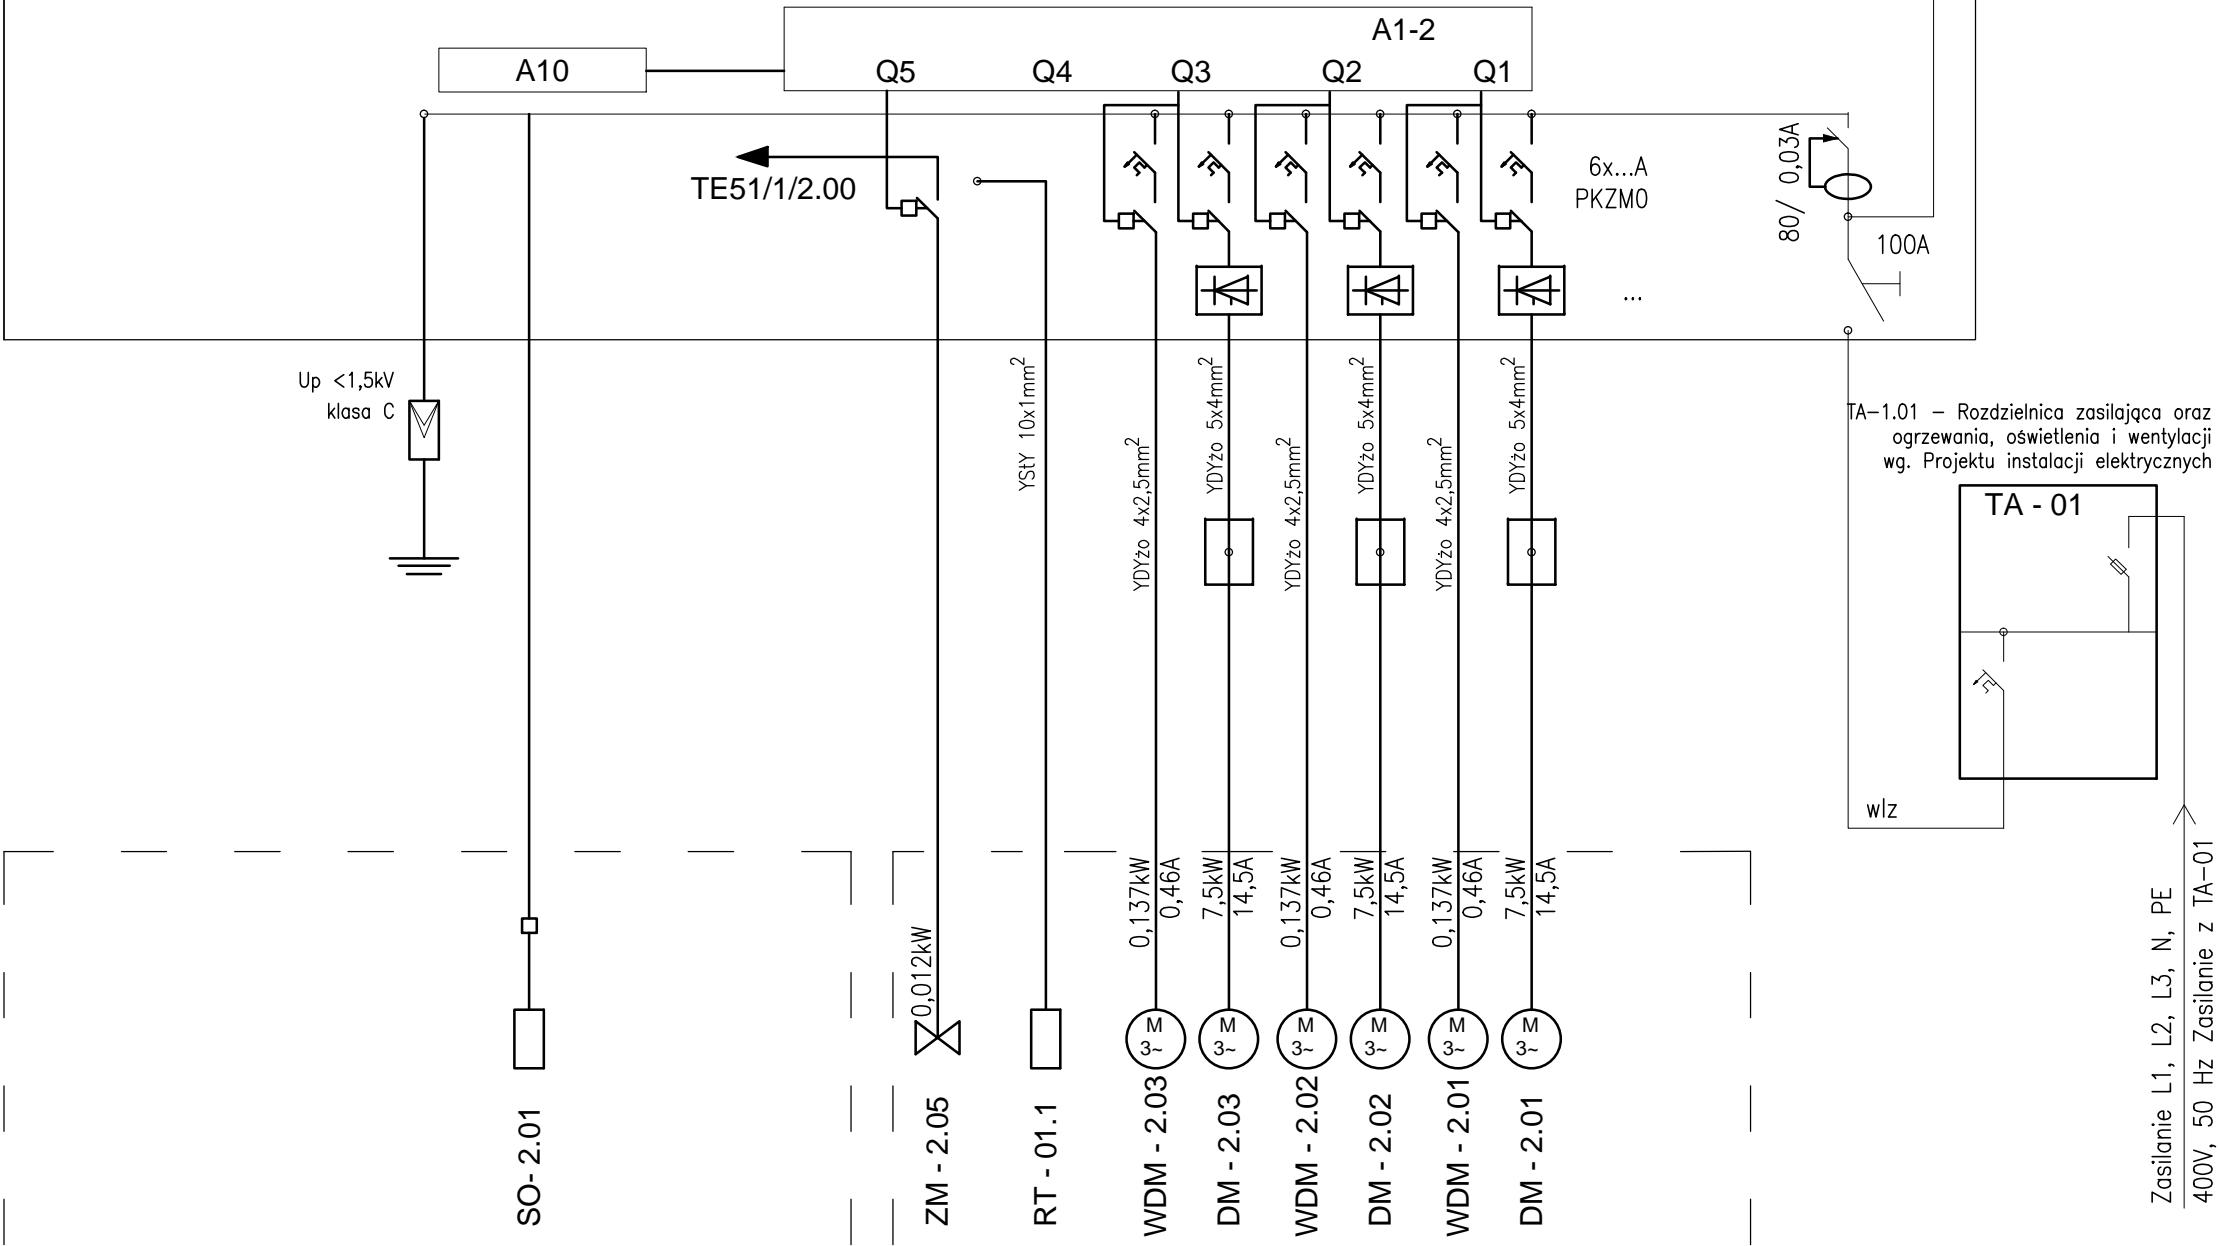 A1-2
A10
Q5
Q4
Q3
Q2
Q1
TE51/1/2.00
6x...A
PKZM0
80/ 0,03A
100A
...
Up <1,5kV
klasa C
YStY 10x1mm²
YDYżo 4x2,5mm²
YDYżo 5x4mm²
YDYżo 4x2,5mm²
YDYżo 5x4mm²
YDYżo 4x2,5mm²
YDYżo 5x4mm²
TA-1.01 - Rozdzielnica zasilająca oraz
ogrzewania, oświetlenia i wentylacji
wg. Projektu instalacji elektrycznych
TA - 01
wlz
0,012kW
0,137kW
0,46A
7,5kW
14,5A
0,137kW
0,46A
7,5kW
14,5A
0,137kW
0,46A
7,5kW
14,5A
M
3~
M
3~
M
3~
M
3~
M
3~
M
3~
SO- 2.01
ZM - 2.05
RT - 01.1
WDM - 2.03
DM - 2.03
WDM - 2.02
DM - 2.02
WDM - 2.01
DM - 2.01
Zasilanie L1, L2, L3, N, PE
400V, 50 Hz Zasilanie z TA-01